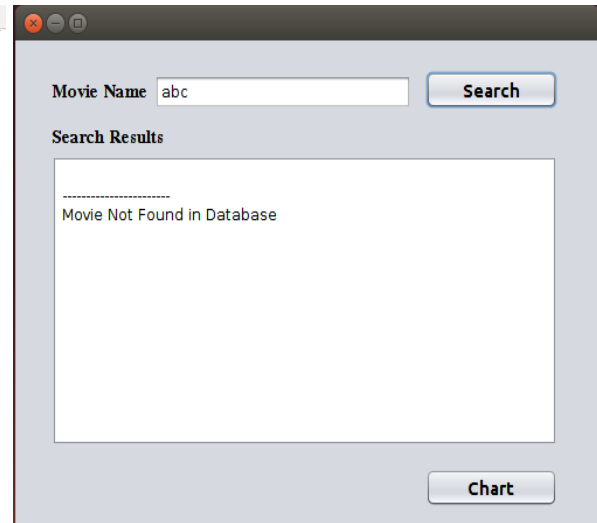 Movie Name abc Search
Search Results
-----------------------
Movie Not Found in Database
Chart